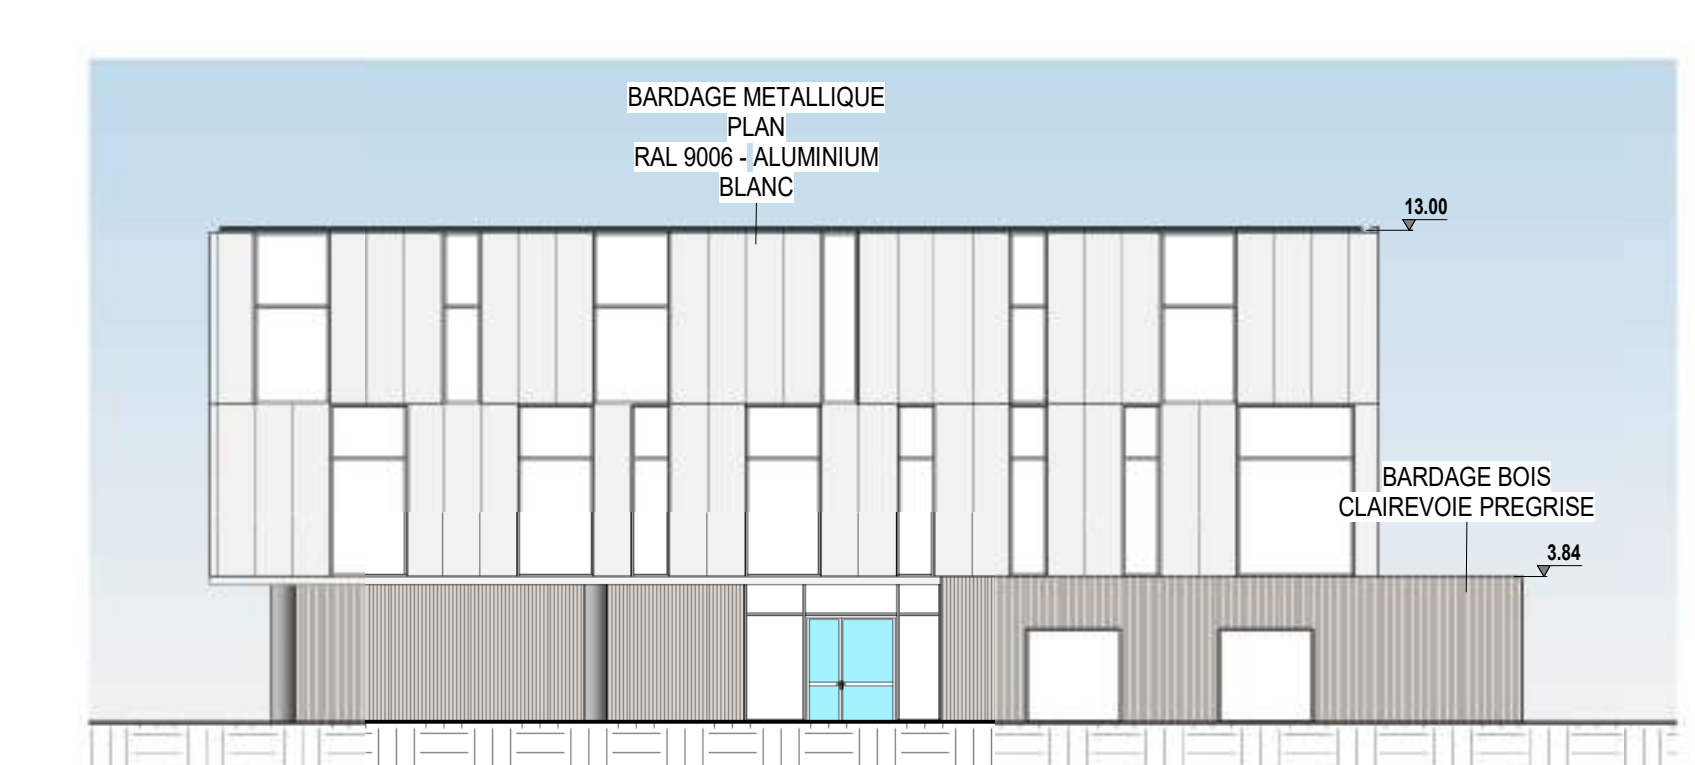 BARDAGE METALLIQUE
PLAN
RAL 9006 - ALUMINIUM
BLANC
13.00
BARDAGE BOIS
CLAIREVOIE PREGRISE
3.84